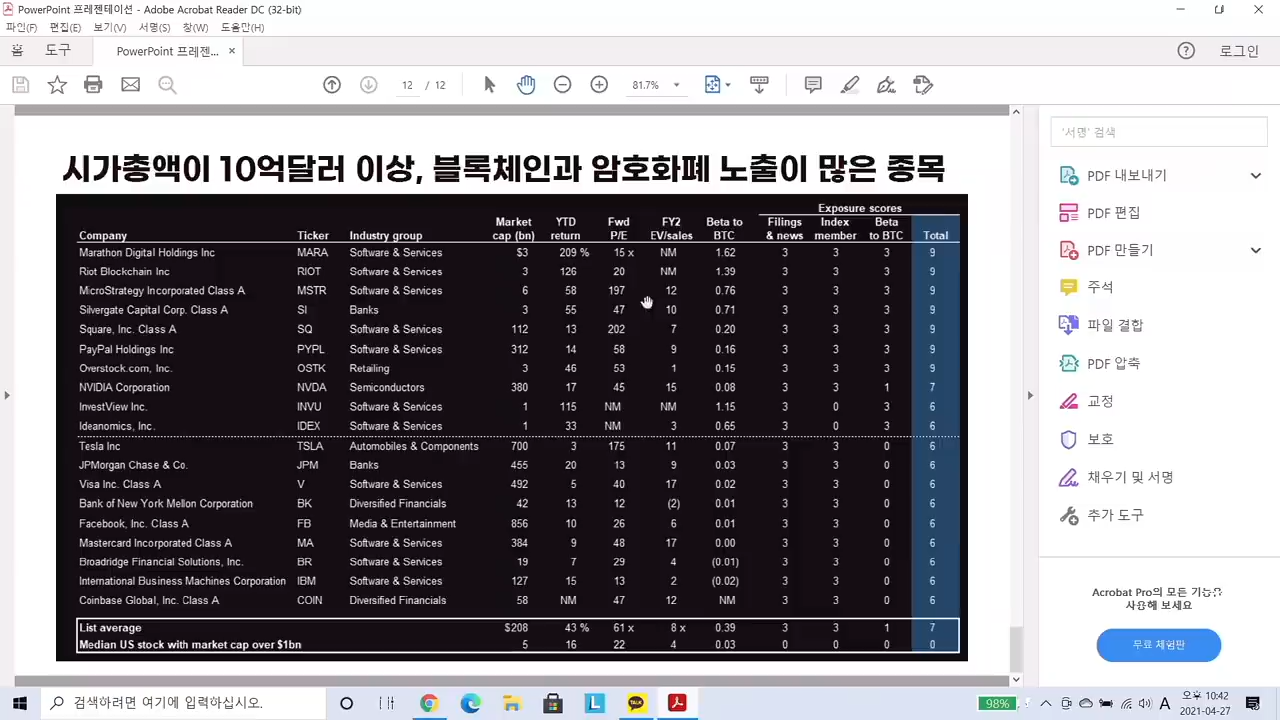 PowerPoint 프레젠테이션 - Adobe Acrobat Reader DC (32-bit)
파일(F) 편집(E) 보기(V) 서명(S) 창(W) 도움말(H)
홈 도구 PowerPoint 프레젠... × 로그인
12 / 12 81.7%
시가총액이 10억달러 이상, 블록체인과 암호화폐 노출이 많은 종목
Exposure scores
Market YTD Fwd FY2 Beta to Filings Index Beta
Company Ticker Industry group cap (bn) return P/E EV/sales BTC & news member to BTC Total
Marathon Digital Holdings Inc MARA Software & Services $3 209 % 15 x NM 1.62 3 3 3 9
Riot Blockchain Inc RIOT Software & Services 3 126 20 NM 1.39 3 3 3 9
MicroStrategy Incorporated Class A MSTR Software & Services 6 58 197 12 0.76 3 3 3 9
Silvergate Capital Corp. Class A SI Banks 3 55 47 10 0.71 3 3 3 9
Square, Inc. Class A SQ Software & Services 112 13 202 7 0.20 3 3 3 9
PayPal Holdings Inc PYPL Software & Services 312 14 58 9 0.16 3 3 3 9
Overstock.com, Inc. OSTK Retailing 3 46 53 1 0.15 3 3 3 9
NVIDIA Corporation NVDA Semiconductors 380 17 45 15 0.08 3 3 1 7
InvestView Inc. INVU Software & Services 1 115 NM NM 1.15 3 0 3 6
Ideanomics, Inc. IDEX Software & Services 1 33 NM 3 0.65 3 0 3 6
Tesla Inc TSLA Automobiles & Components 700 3 175 11 0.07 3 3 0 6
JPMorgan Chase & Co. JPM Banks 455 20 13 9 0.03 3 3 0 6
Visa Inc. Class A V Software & Services 492 5 40 17 0.02 3 3 0 6
Bank of New York Mellon Corporation BK Diversified Financials 42 13 12 (2) 0.01 3 3 0 6
Facebook, Inc. Class A FB Media & Entertainment 856 10 26 6 0.01 3 3 0 6
Mastercard Incorporated Class A MA Software & Services 384 9 48 17 0.00 3 3 0 6
Broadridge Financial Solutions, Inc. BR Software & Services 19 7 29 4 (0.01) 3 3 0 6
International Business Machines Corporation IBM Software & Services 127 15 13 2 (0.02) 3 3 0 6
Coinbase Global, Inc. Class A COIN Diversified Financials 58 NM 47 12 NM 3 3 0 6
List average $208 43 % 61 x 8 x 0.39 3 3 1 7
Median US stock with market cap over $1bn 5 16 22 4 0.03 0 0 0 0
'서명' 검색
PDF 내보내기
PDF 편집
PDF 만들기
주석
파일 결합
PDF 압축
교정
보호
채우기 및 서명
추가 도구
Acrobat Pro의 모든 기능을
사용해 보세요
무료 체험판
검색하려면 여기에 입력하십시오.
TALK
98%
A
오후 10:42
2021-04-27